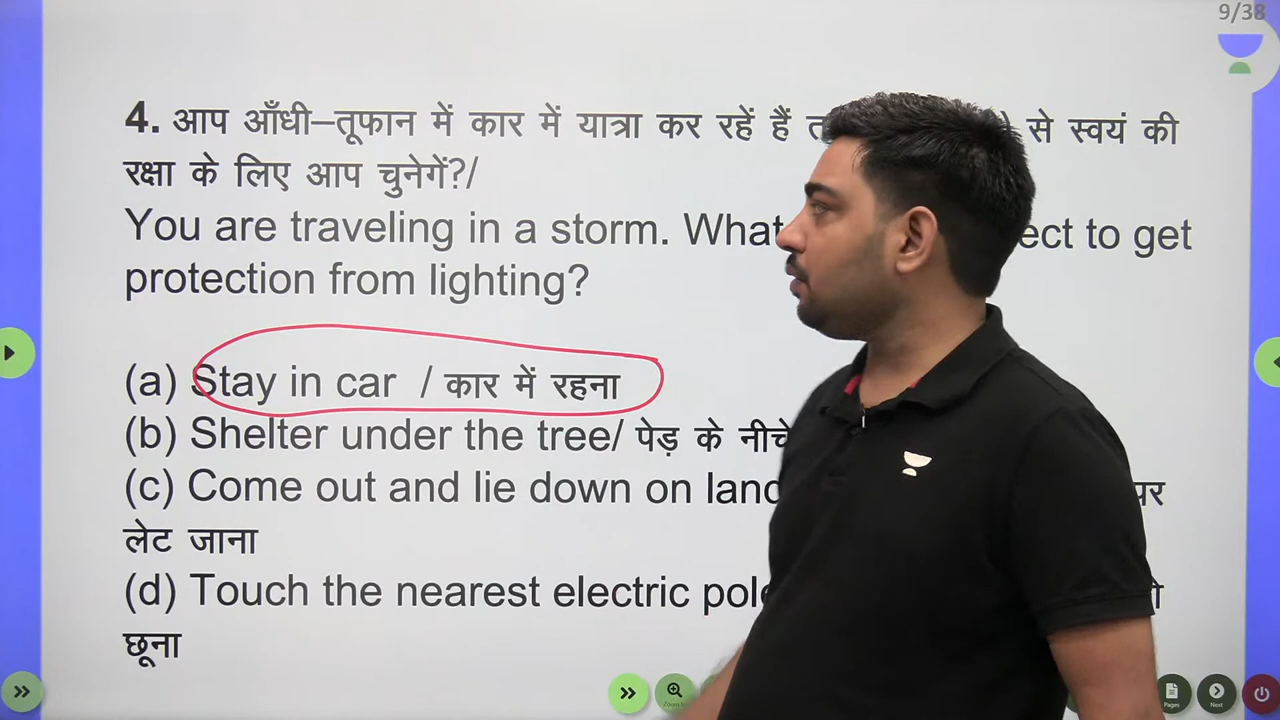 9/38
4. आप आँधी–तूफान में कार में यात्रा कर रहें हैं से स्वयं की
रक्षा के लिए आप चुनेगें?/
You are traveling in a storm. What to get
protection from lighting?
(a) Stay in car / कार में रहना
(b) Shelter under the tree/ पेड़ के नीचे
(c) Come out and lie down on land पर
लेट जाना
(d) Touch the nearest electric pole
छूना
Pages
Next